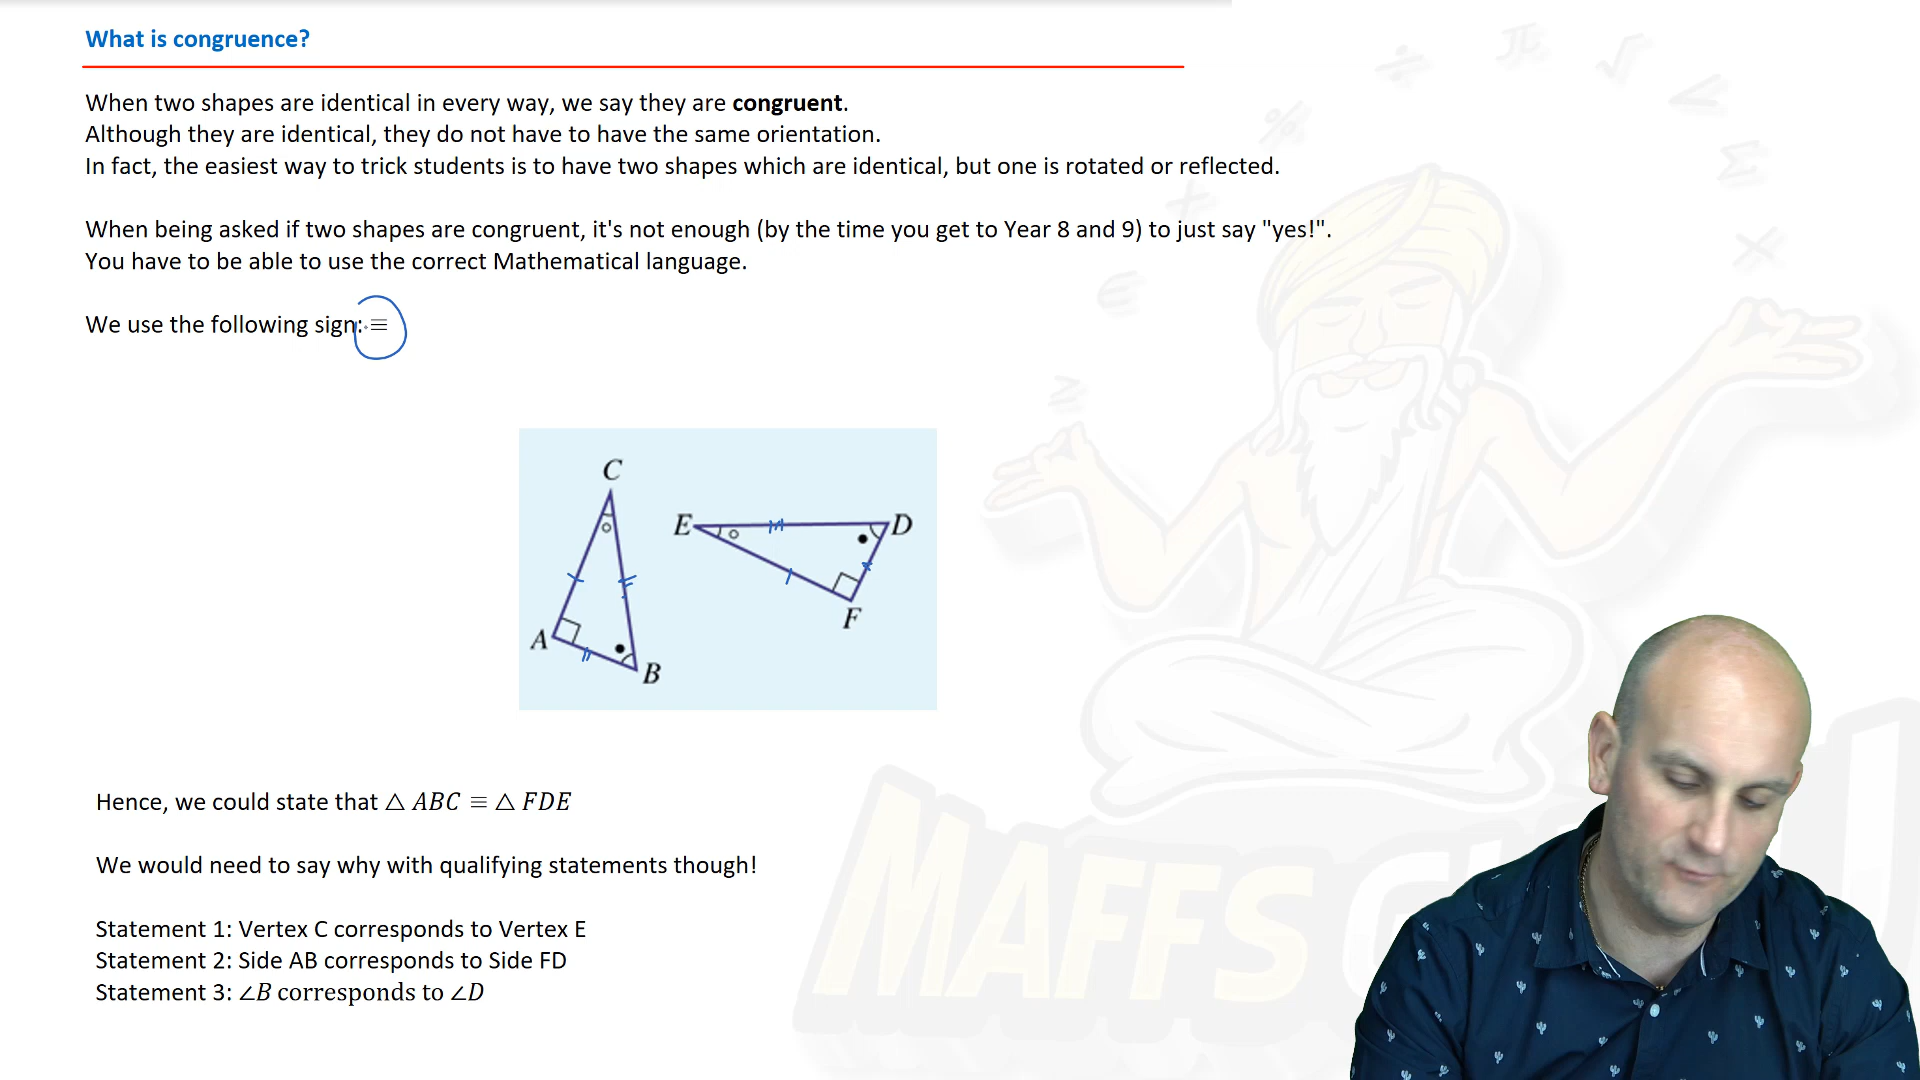 What is congruence?
When two shapes are identical in every way, we say they are congruent.
Although they are identical, they do not have to have the same orientation.
In fact, the easiest way to trick students is to have two shapes which are identical, but one is rotated or reflected.
When being asked if two shapes are congruent, it's not enough (by the time you get to Year 8 and 9) to just say "yes!".
You have to be able to use the correct Mathematical language.
We use the following sign: ≡
C
E
D
F
A
B
Hence, we could state that △ ABC ≡ △ FDE
We would need to say why with qualifying statements though!
Statement 1: Vertex C corresponds to Vertex E
Statement 2: Side AB corresponds to Side FD
Statement 3: ∠B corresponds to ∠D
MAFFS